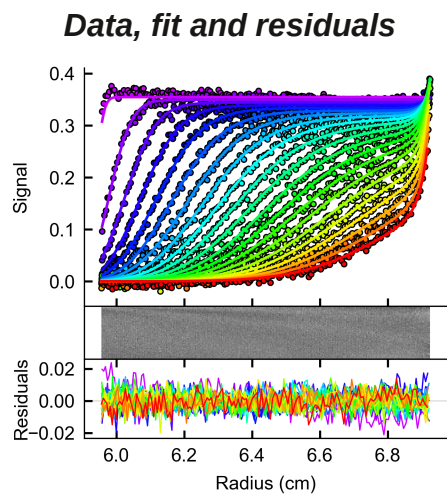 Data, fit and residuals
0.4
0.3
0.2
0.1
0.0
Signal
0.02
0.00
−0.02
Residuals
6.0 6.2 6.4 6.6 6.8
Radius (cm)